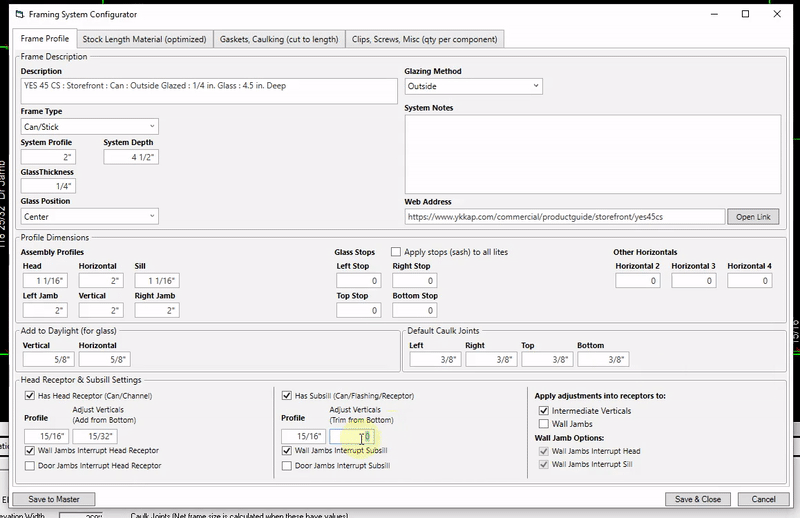 Framing System Configurator
Frame Profile
Stock Length Material (optimized)
Gaskets, Caulking (cut to length)
Clips, Screws, Misc (qty per component)
Frame Description
Description
YES 45 CS : Storefront : Can : Outside Glazed : 1/4 in. Glass : 4.5 in. Deep
Glazing Method
Outside
Frame Type
Can/Stick
System Notes
System Profile
System Depth
2"
4 1/2"
GlassThickness
1/4"
Glass Position
Center
Web Address
https://www.ykkap.com/commercial/productguide/storefront/yes45cs
Open Link
Profile Dimensions
Assembly Profiles
Head
Horizontal
Sill
1 1/16"
2"
1 1/16"
Left Jamb
Vertical
Right Jamb
2"
2"
2"
Glass Stops
Apply stops (sash) to all lites
Left Stop
Right Stop
0
0
Top Stop
Bottom Stop
0
0
Other Horizontals
Horizontal 2
Horizontal 3
Horizontal 4
0
0
0
Add to Daylight (for glass)
Vertical
Horizontal
5/8"
5/8"
Default Caulk Joints
Left
Right
Top
Bottom
3/8"
3/8"
3/8"
3/8"
Head Receptor & Subsill Settings
Has Head Receptor (Can/Channel)
Profile
Adjust Verticals
(Add from Bottom)
15/16"
15/32"
Wall Jambs Interrupt Head Receptor
Door Jambs Interrupt Head Receptor
Has Subsill (Can/Flashing/Receptor)
Profile
Adjust Verticals
(Trim from Bottom)
15/16"
0
Wall Jambs Interrupt Subsill
Door Jambs Interrupt Subsill
Apply adjustments into receptors to:
Intermediate Verticals
Wall Jambs
Wall Jamb Options:
Wall Jambs Interrupt Head
Wall Jambs Interrupt Sill
Save to Master
Save & Close
Cancel
Caulk Joints (Net frame size is calculated when these have values)